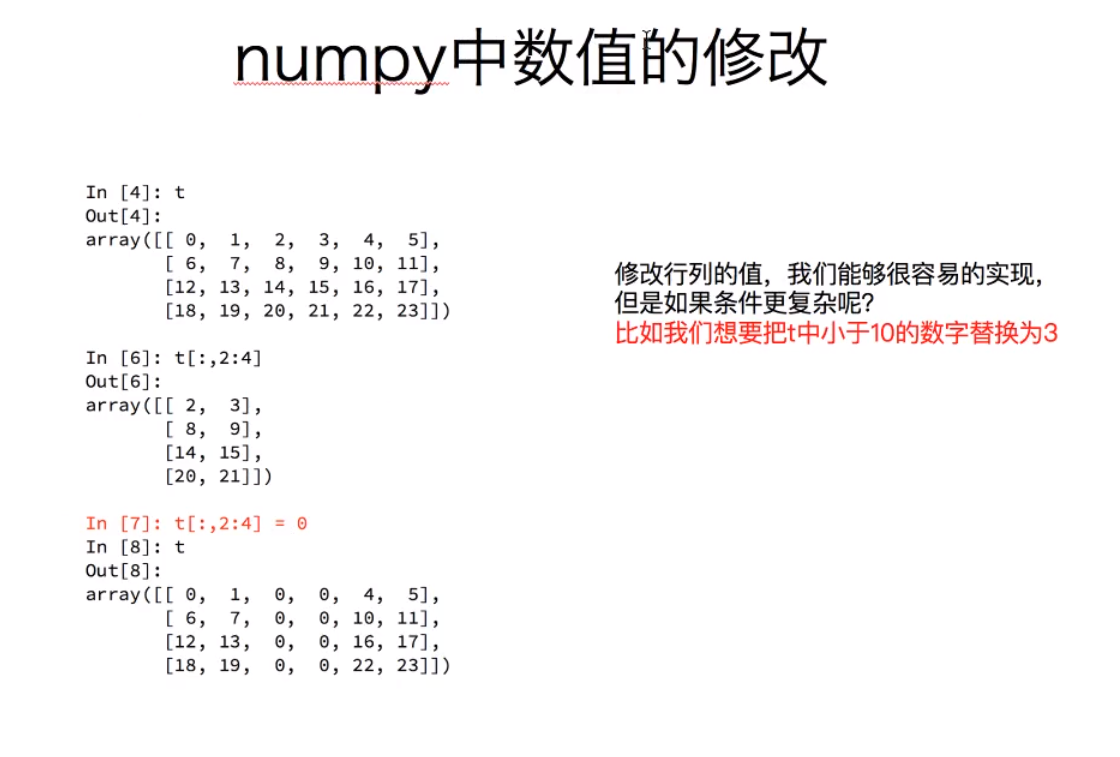 numpy中数值的修改
In [4]: t
Out[4]:
array([[ 0,  1,  2,  3,  4,  5],
       [ 6,  7,  8,  9, 10, 11],
       [12, 13, 14, 15, 16, 17],
       [18, 19, 20, 21, 22, 23]])
In [6]: t[:,2:4]
Out[6]:
array([[ 2,  3],
       [ 8,  9],
       [14, 15],
       [20, 21]])
In [7]: t[:,2:4] = 0
In [8]: t
Out[8]:
array([[ 0,  1,  0,  0,  4,  5],
       [ 6,  7,  0,  0, 10, 11],
       [12, 13,  0,  0, 16, 17],
       [18, 19,  0,  0, 22, 23]])
修改行列的值，我们能够很容易的实现，
但是如果条件更复杂呢？
比如我们想要把t中小于10的数字替换为3